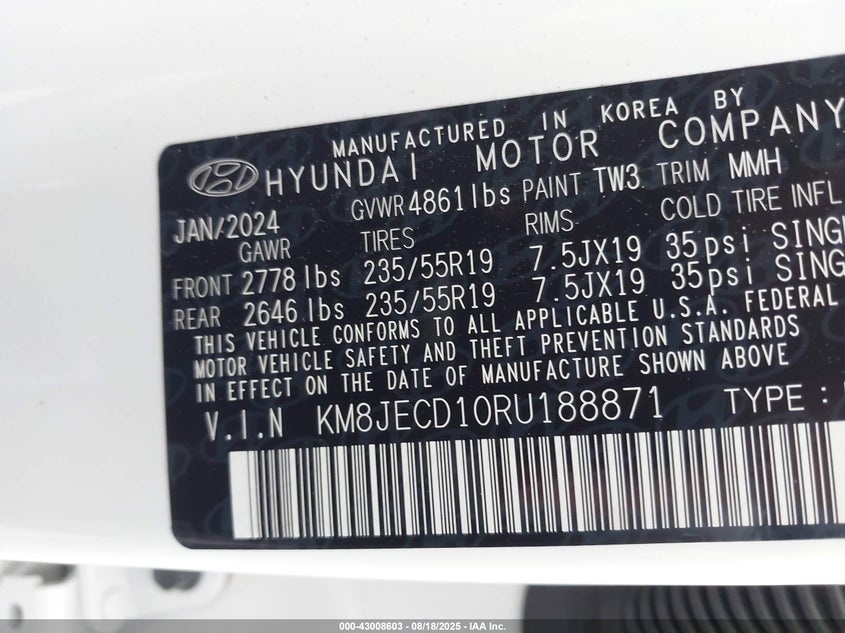 MANUFACTURED IN KOREA BY
HYUNDAI MOTOR COMPANY
JAN/2024 GVWR 4861 lbs PAINT TW3 TRIM MMH
GAWR TIRES RIMS COLD TIRE INFL
FRONT 2778 lbs 235/55R19 7.5JX19 35psi SINGL
REAR 2646 lbs 235/55R19 7.5JX19 35psi SING
THIS VEHICLE CONFORMS TO ALL APPLICABLE U.S.A. FEDERAL
MOTOR VEHICLE SAFETY AND THEFT PREVENTION STANDARDS
IN EFFECT ON THE DATE OF MANUFACTURE SHOWN ABOVE
V.I.N KM8JECD10RU188871 TYPE :
000-43008603 - 08/18/2025 - IAA Inc.